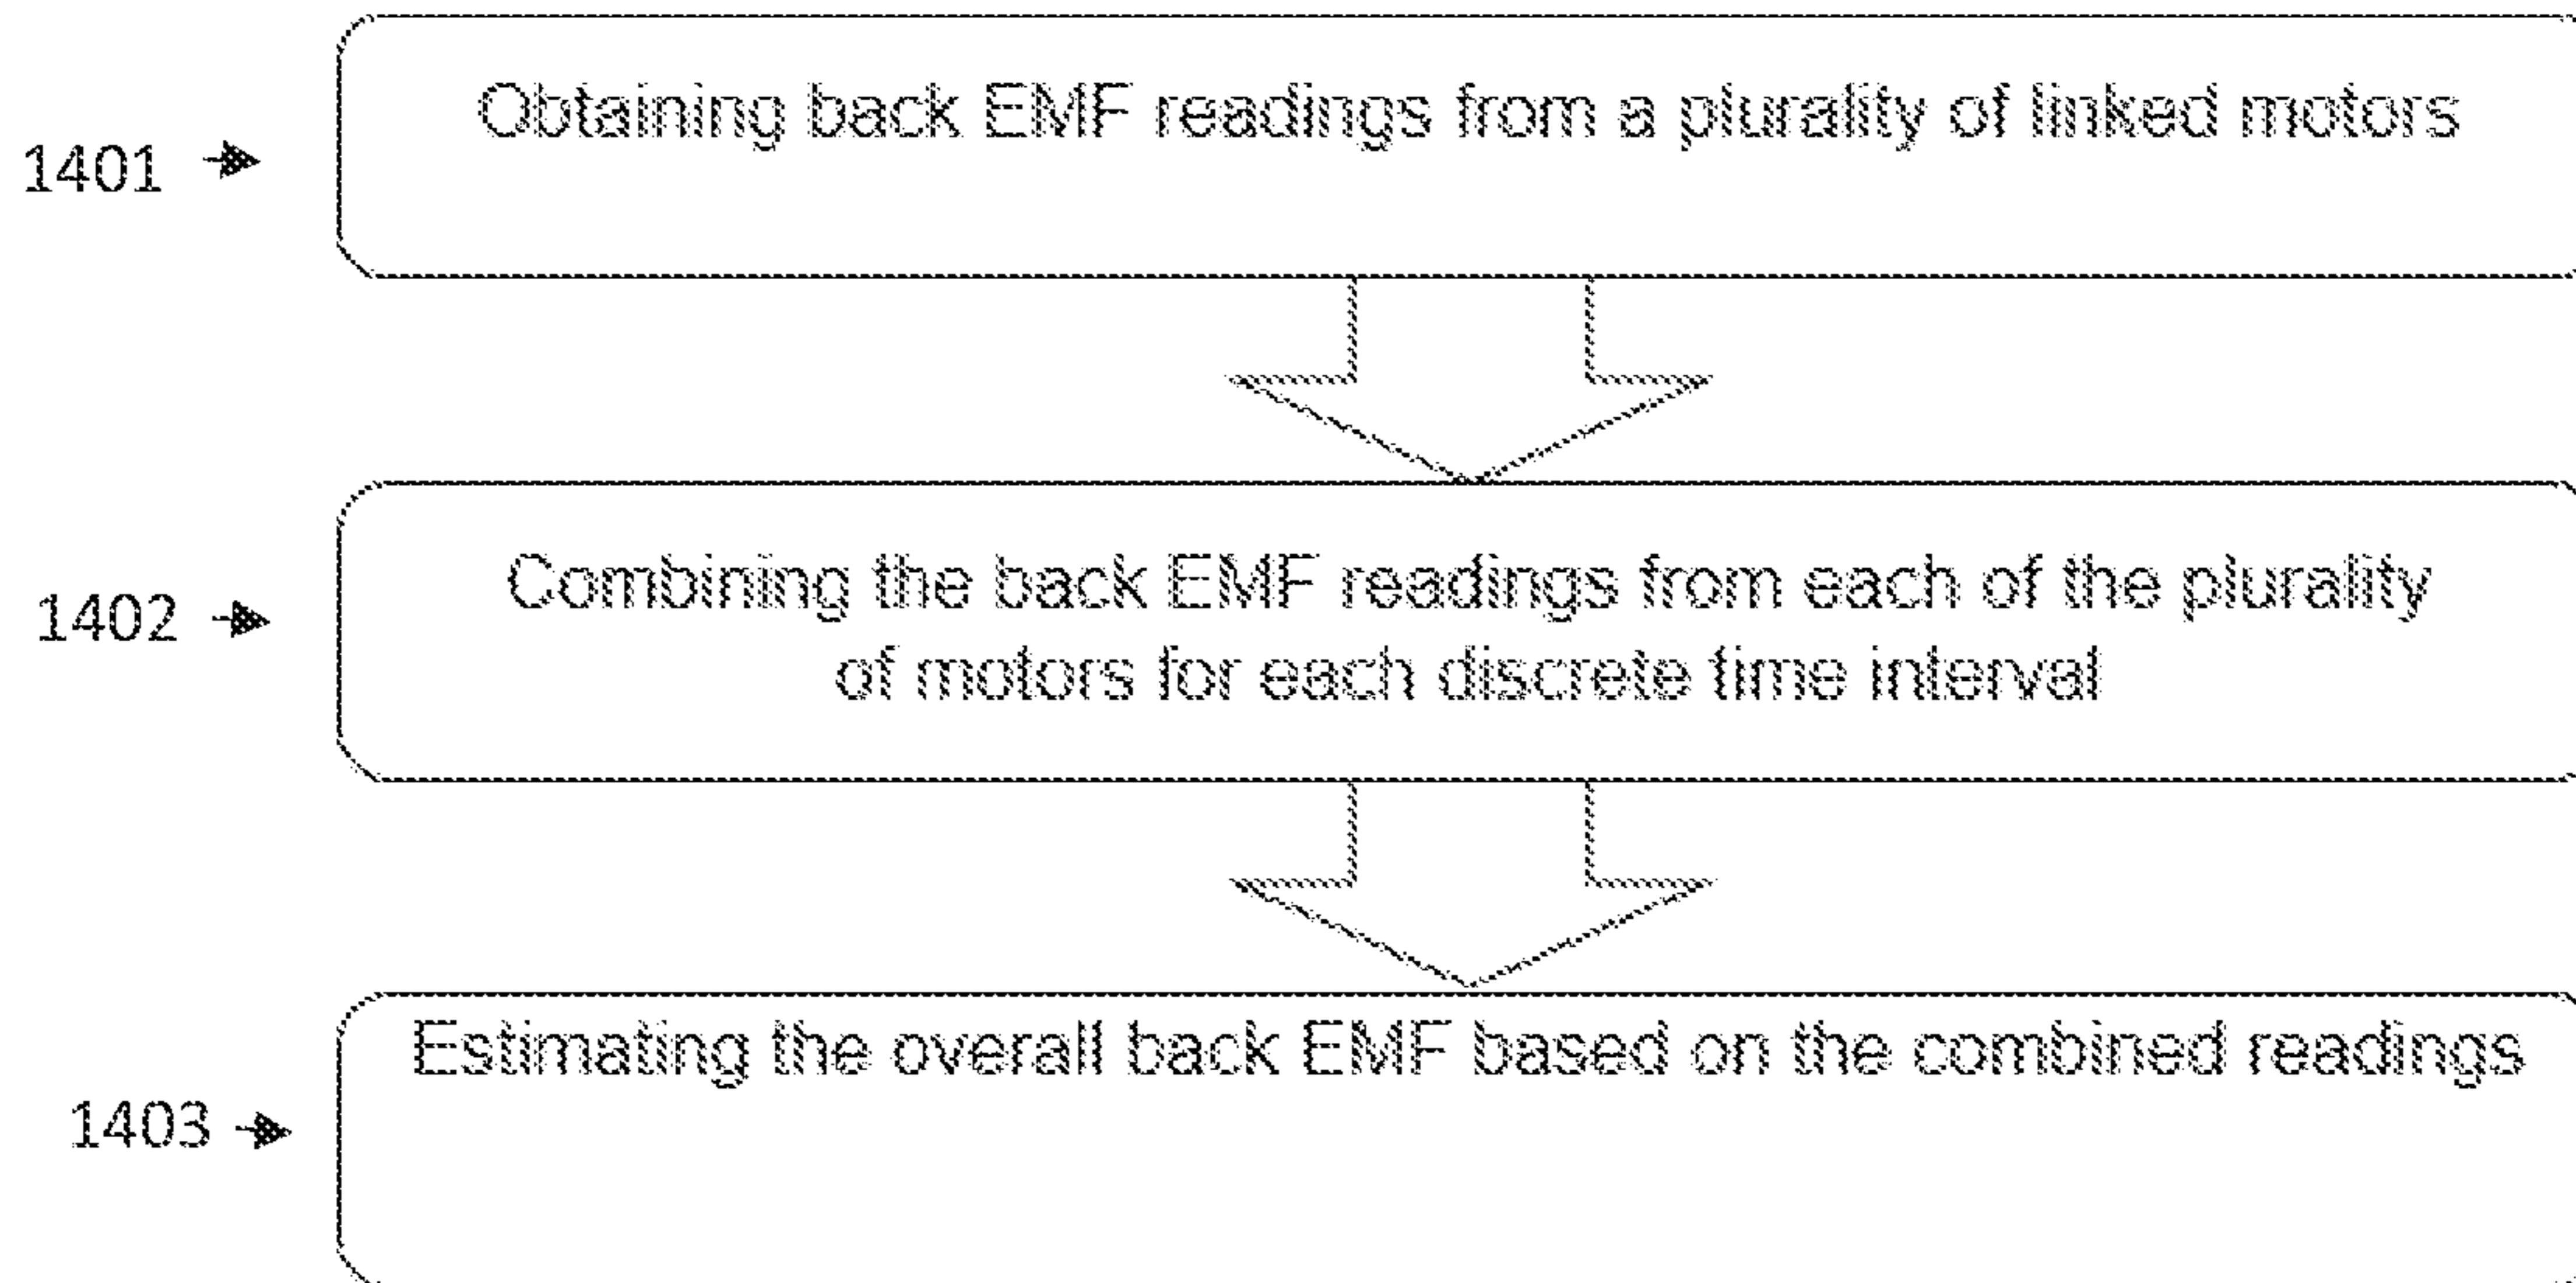 Obtaining back EMF readings from a plurality of linked motors
1401
Combining the back EMF readings from each of the plurality
of motors for each discrete time interval
1402
Estimating the overall back EMF based on the combined readings
1403